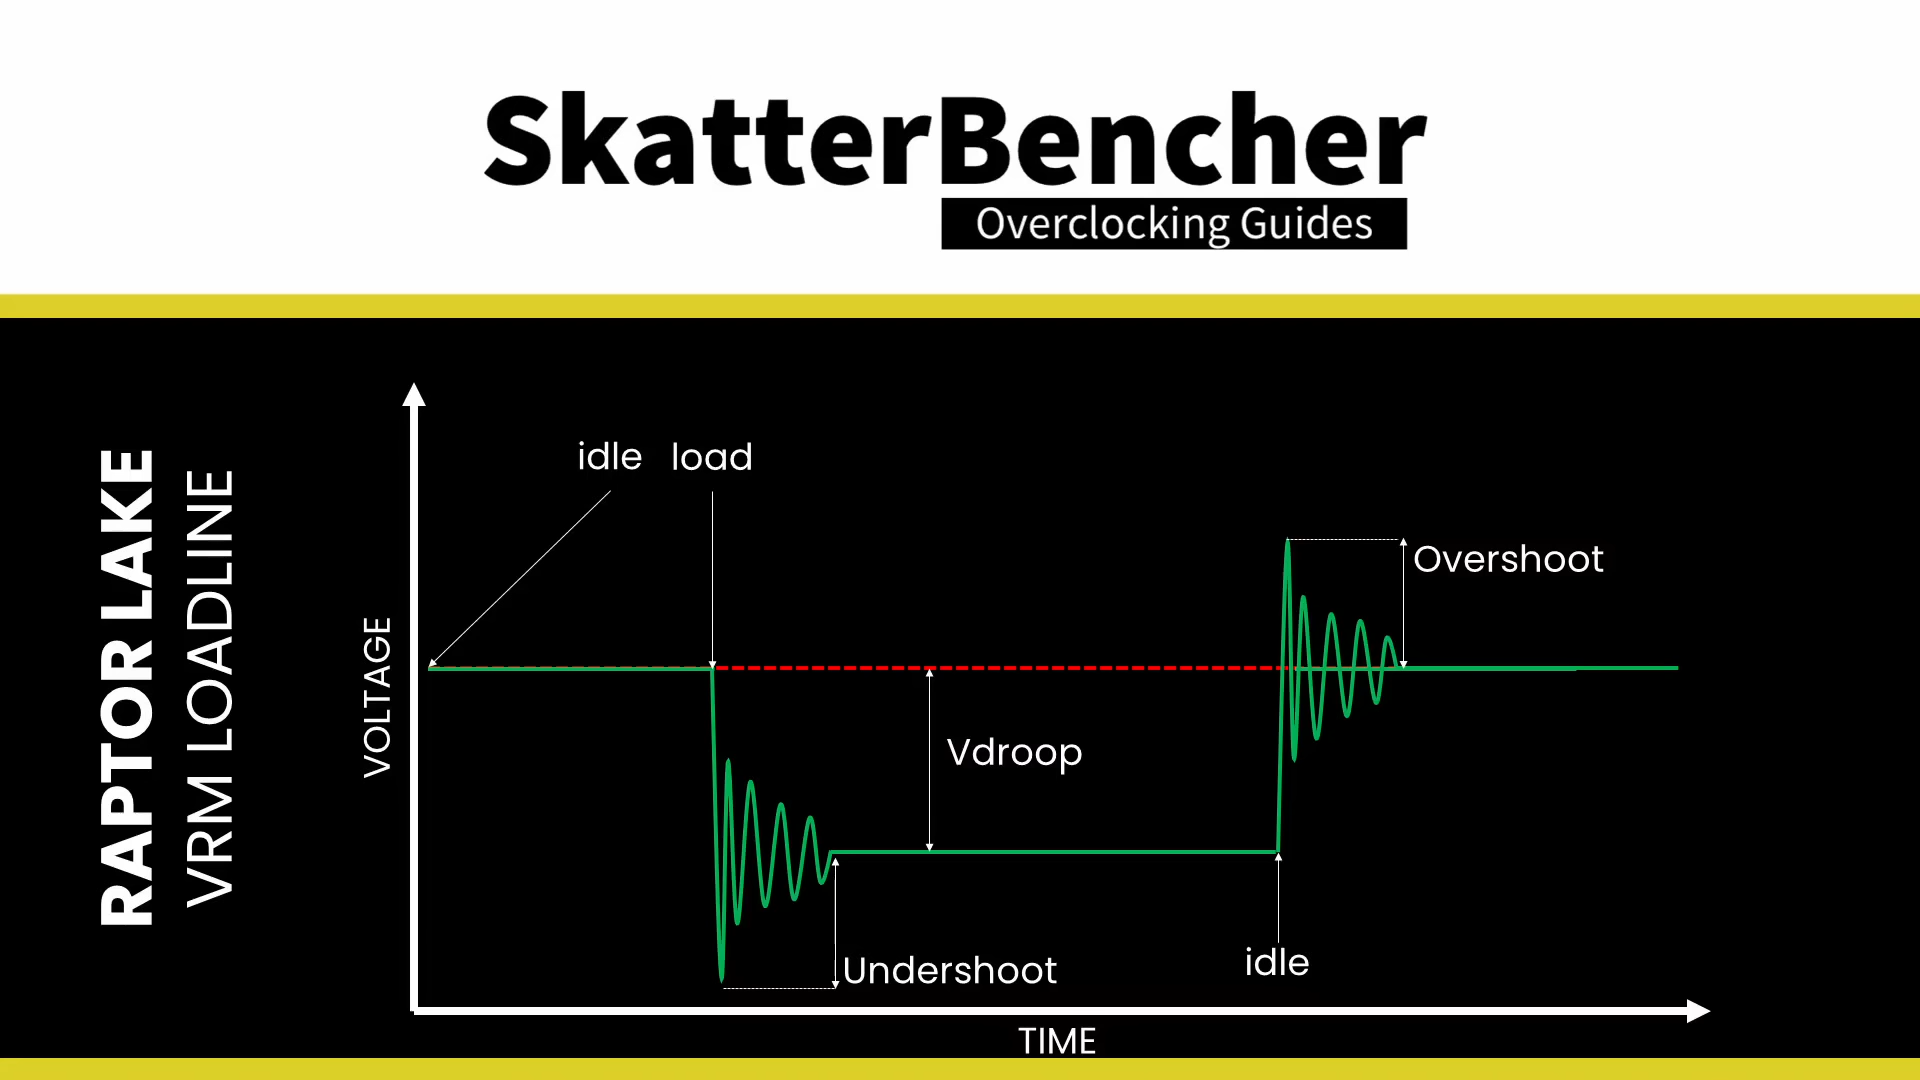 SkatterBencher
Overclocking Guides
RAPTOR LAKE
VRM LOADLINE
VOLTAGE
idle
load
Overshoot
Vdroop
Undershoot
idle
TIME